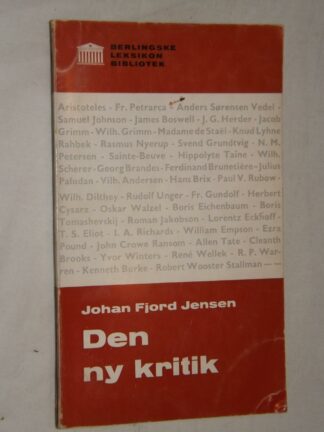 BERLINGSKE
LEKSIKON
BIBLIOTEK
Aristoteles - Fr. Petrarca - Anders Sørensen Vedel -
Samuel Johnson - James Boswell - J. G. Herder - Jacob
Grimm - Wilh. Grimm - Madame de Staël - Knud Lyhne
Rahbek - Rasmus Nyerup - Svend Grundtvig - N. M.
Petersen - Sainte-Beuve - Hippolyte Taine - Wilh.
Scherer - Georg Brandes - Ferdinand Brunetière - Julius
Paludan - Vilh. Andersen - Hans Brix - Paul V. Rubow -
Wilh. Dilthey - Rudolf Unger - Fr. Gundolf - Herbert
Cysarz - Oskar Walzel - Boris Eichenbaum - Boris
Tomashevskij - Roman Jakobson - Lorentz Eckhoff -
T. S. Eliot - I. A. Richards - William Empson - Ezra
Pound - John Crowe Ransom - Allen Tate - Cleanth
Brooks - Yvor Winters - René Wellek - R. P. War-
ren - Kenneth Burke - Robert Wooster Stallman — —
Johan Fjord Jensen
Den
ny kritik